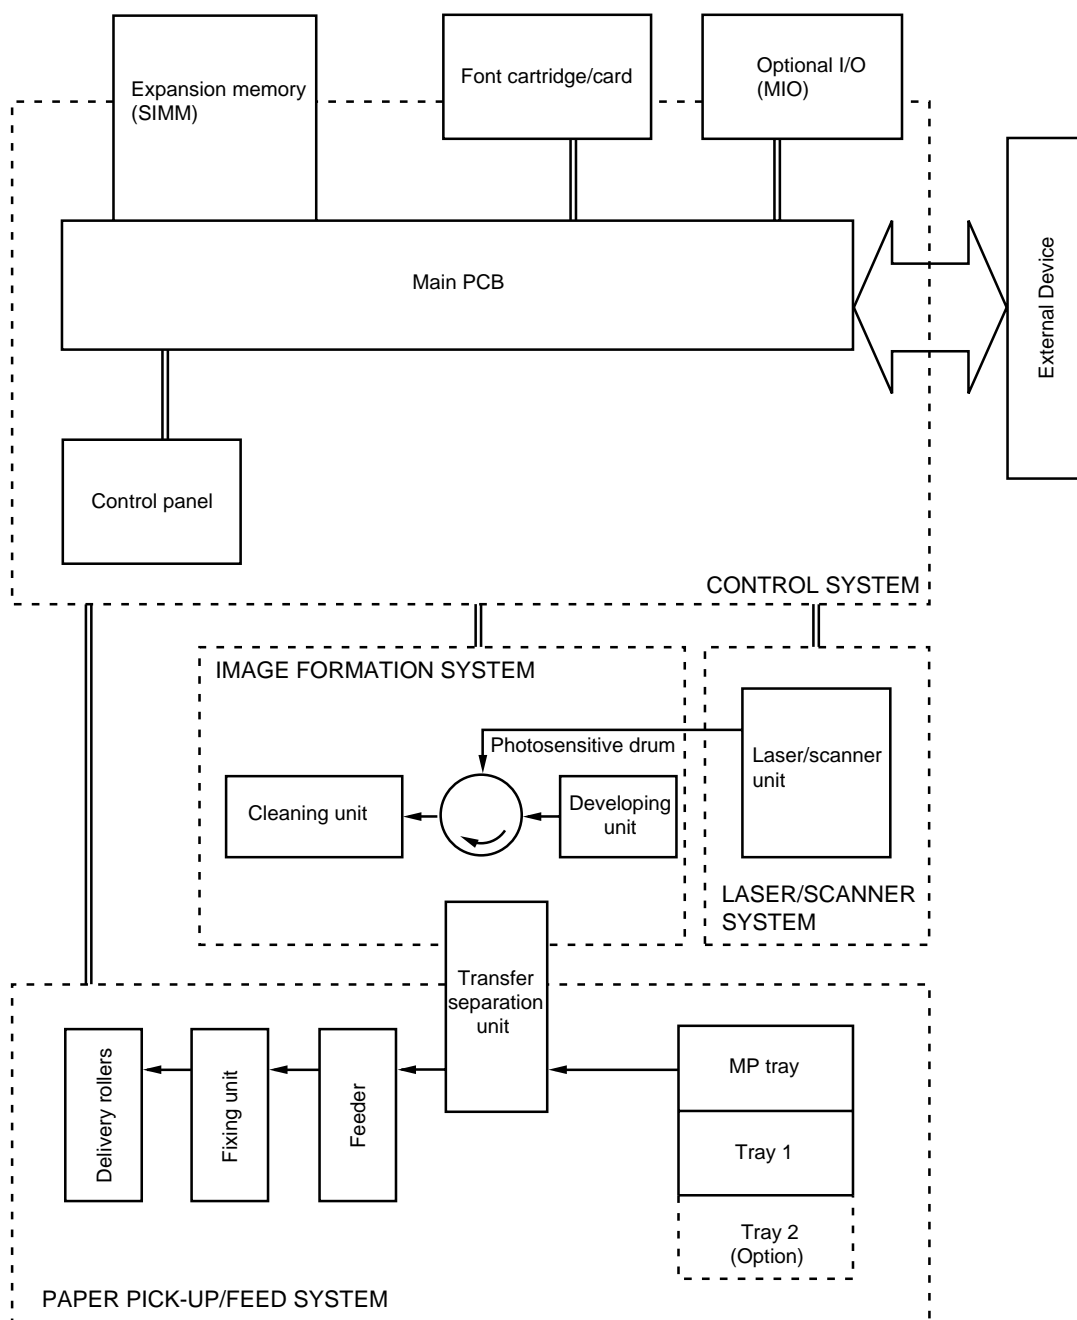 Expansion memory
(SIMM)
Font cartridge/card
Optional I/O
(MIO)
Main PCB
External Device
Control panel
CONTROL SYSTEM
IMAGE FORMATION SYSTEM
Photosensitive drum
Laser/scanner
unit
Cleaning unit
Developing
unit
LASER/SCANNER
SYSTEM
Transfer
separation
unit
Delivery rollers
Fixing unit
Feeder
MP tray
Tray 1
Tray 2
(Option)
PAPER PICK-UP/FEED SYSTEM